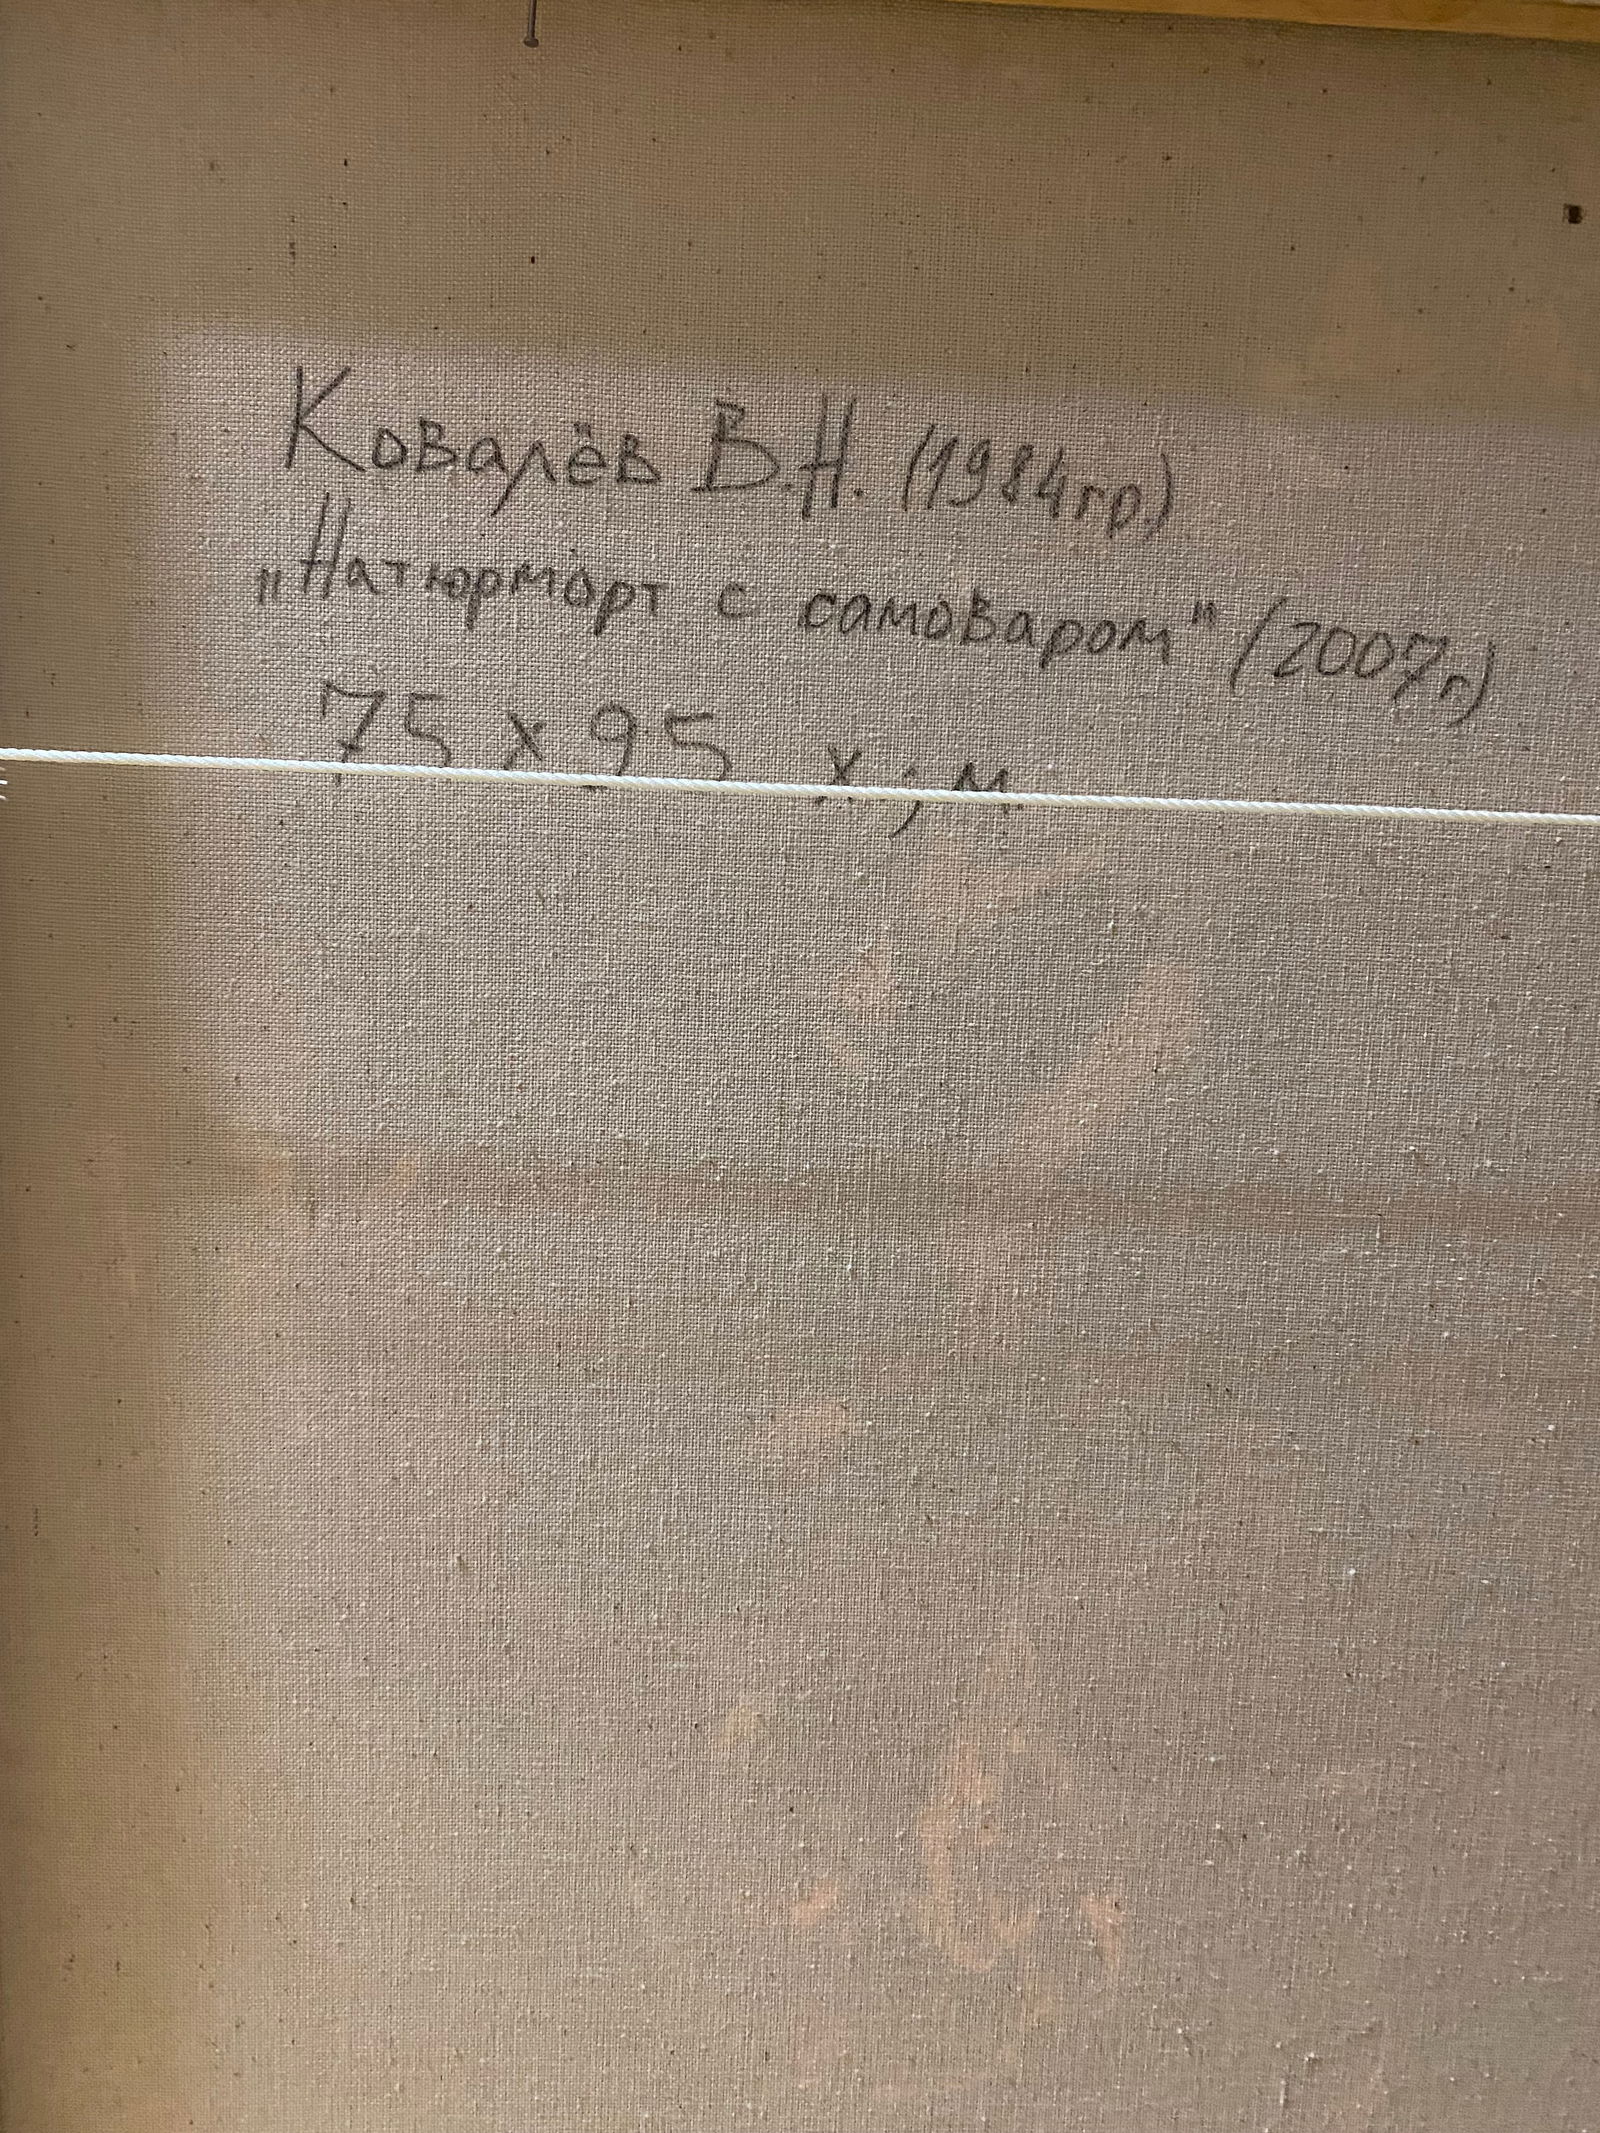 Ковалёв В.Н. (1984гр.)
„Натюрморт с самоваром" (2007г)
75 х 95 х ; м.